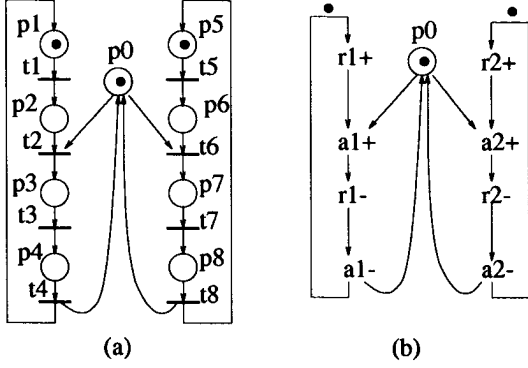 p1
t1
p2
t2
p3
t3
p4
t4
p0
p5
t5
p6
t6
p7
t7
p8
t8
(a)
r1+
a1+
r1-
a1-
p0
r2+
a2+
r2-
a2-
(b)